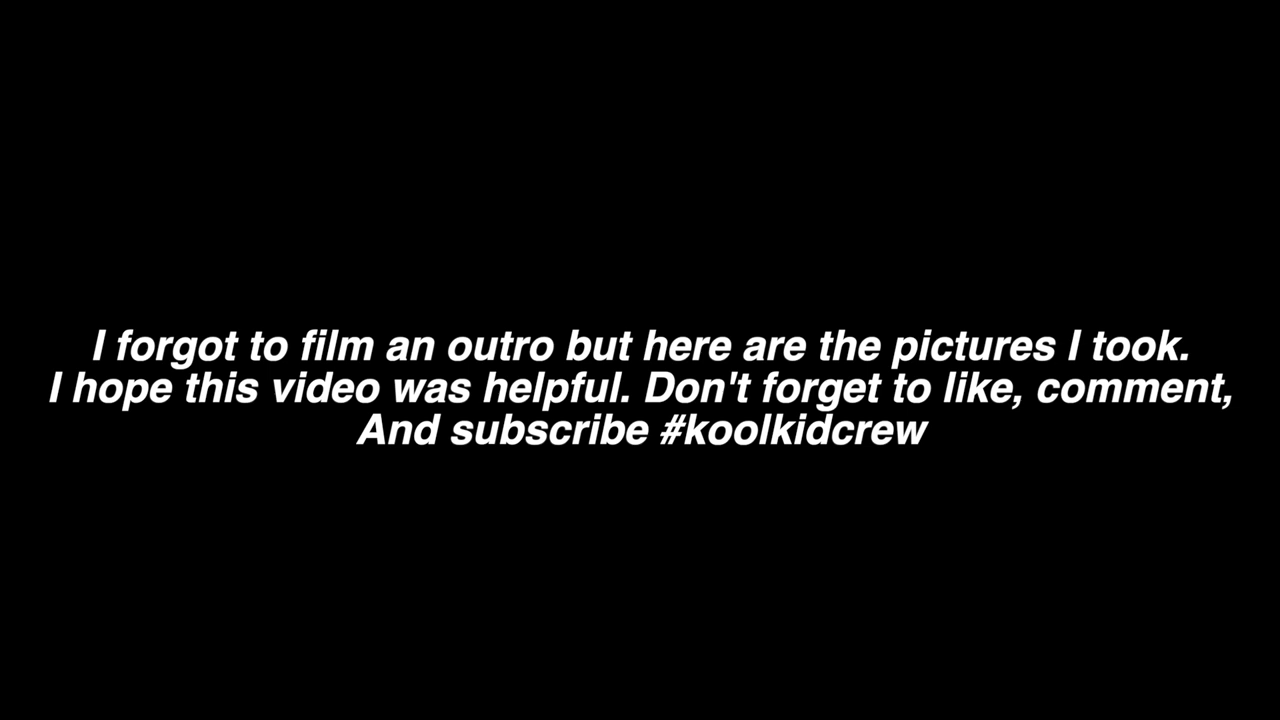 I forgot to film an outro but here are the pictures I took.
I hope this video was helpful. Don't forget to like, comment,
And subscribe #koolkidcrew